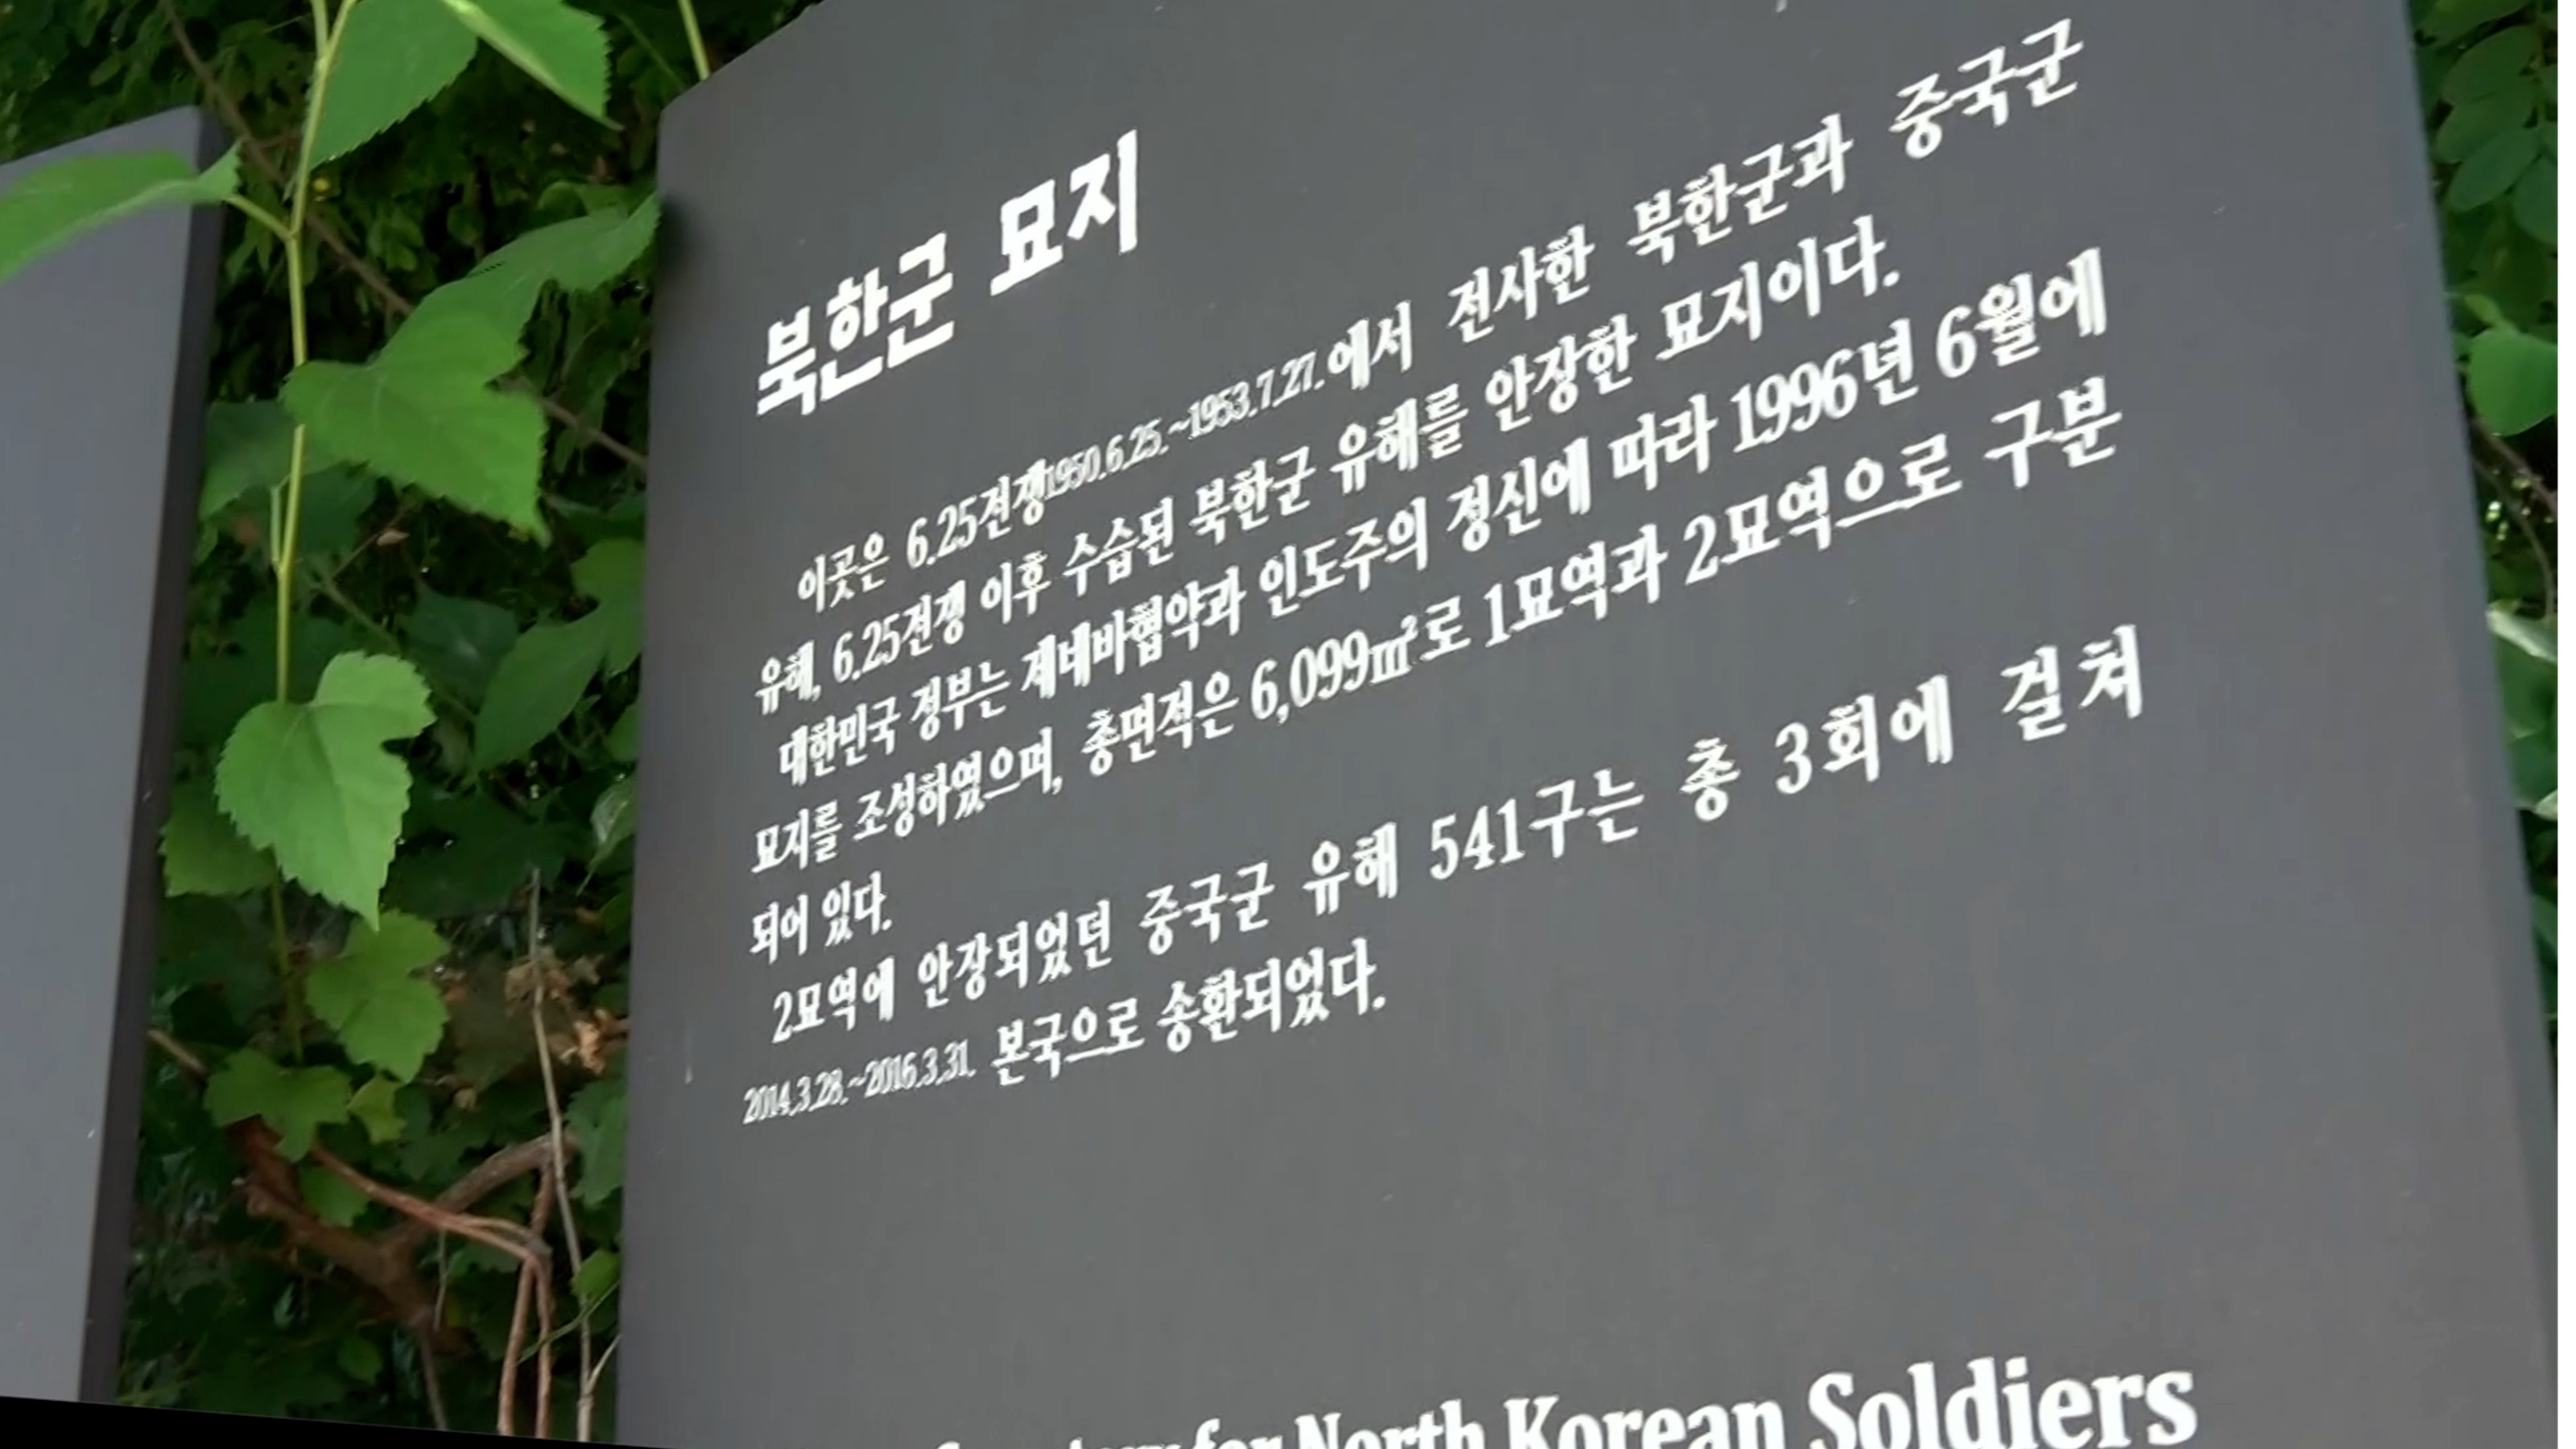 북한군 묘지
이곳은 6.25전쟁1950.6.25.~1953.7.27.에서 전사한 북한군과 중국군
유해, 6.25전쟁 이후 수습된 북한군 유해를 안장한 묘지이다.
대한민국 정부는 제네바협약과 인도주의 정신에 따라 1996년 6월에
묘지를 조성하였으며, 총면적은 6,099㎡로 1묘역과 2묘역으로 구분
되어 있다.
2묘역에 안장되었던 중국군 유해 541구는 총 3회에 걸쳐
2014.3.28.~2016.3.31. 본국으로 송환되었다.
for North Korean Soldiers